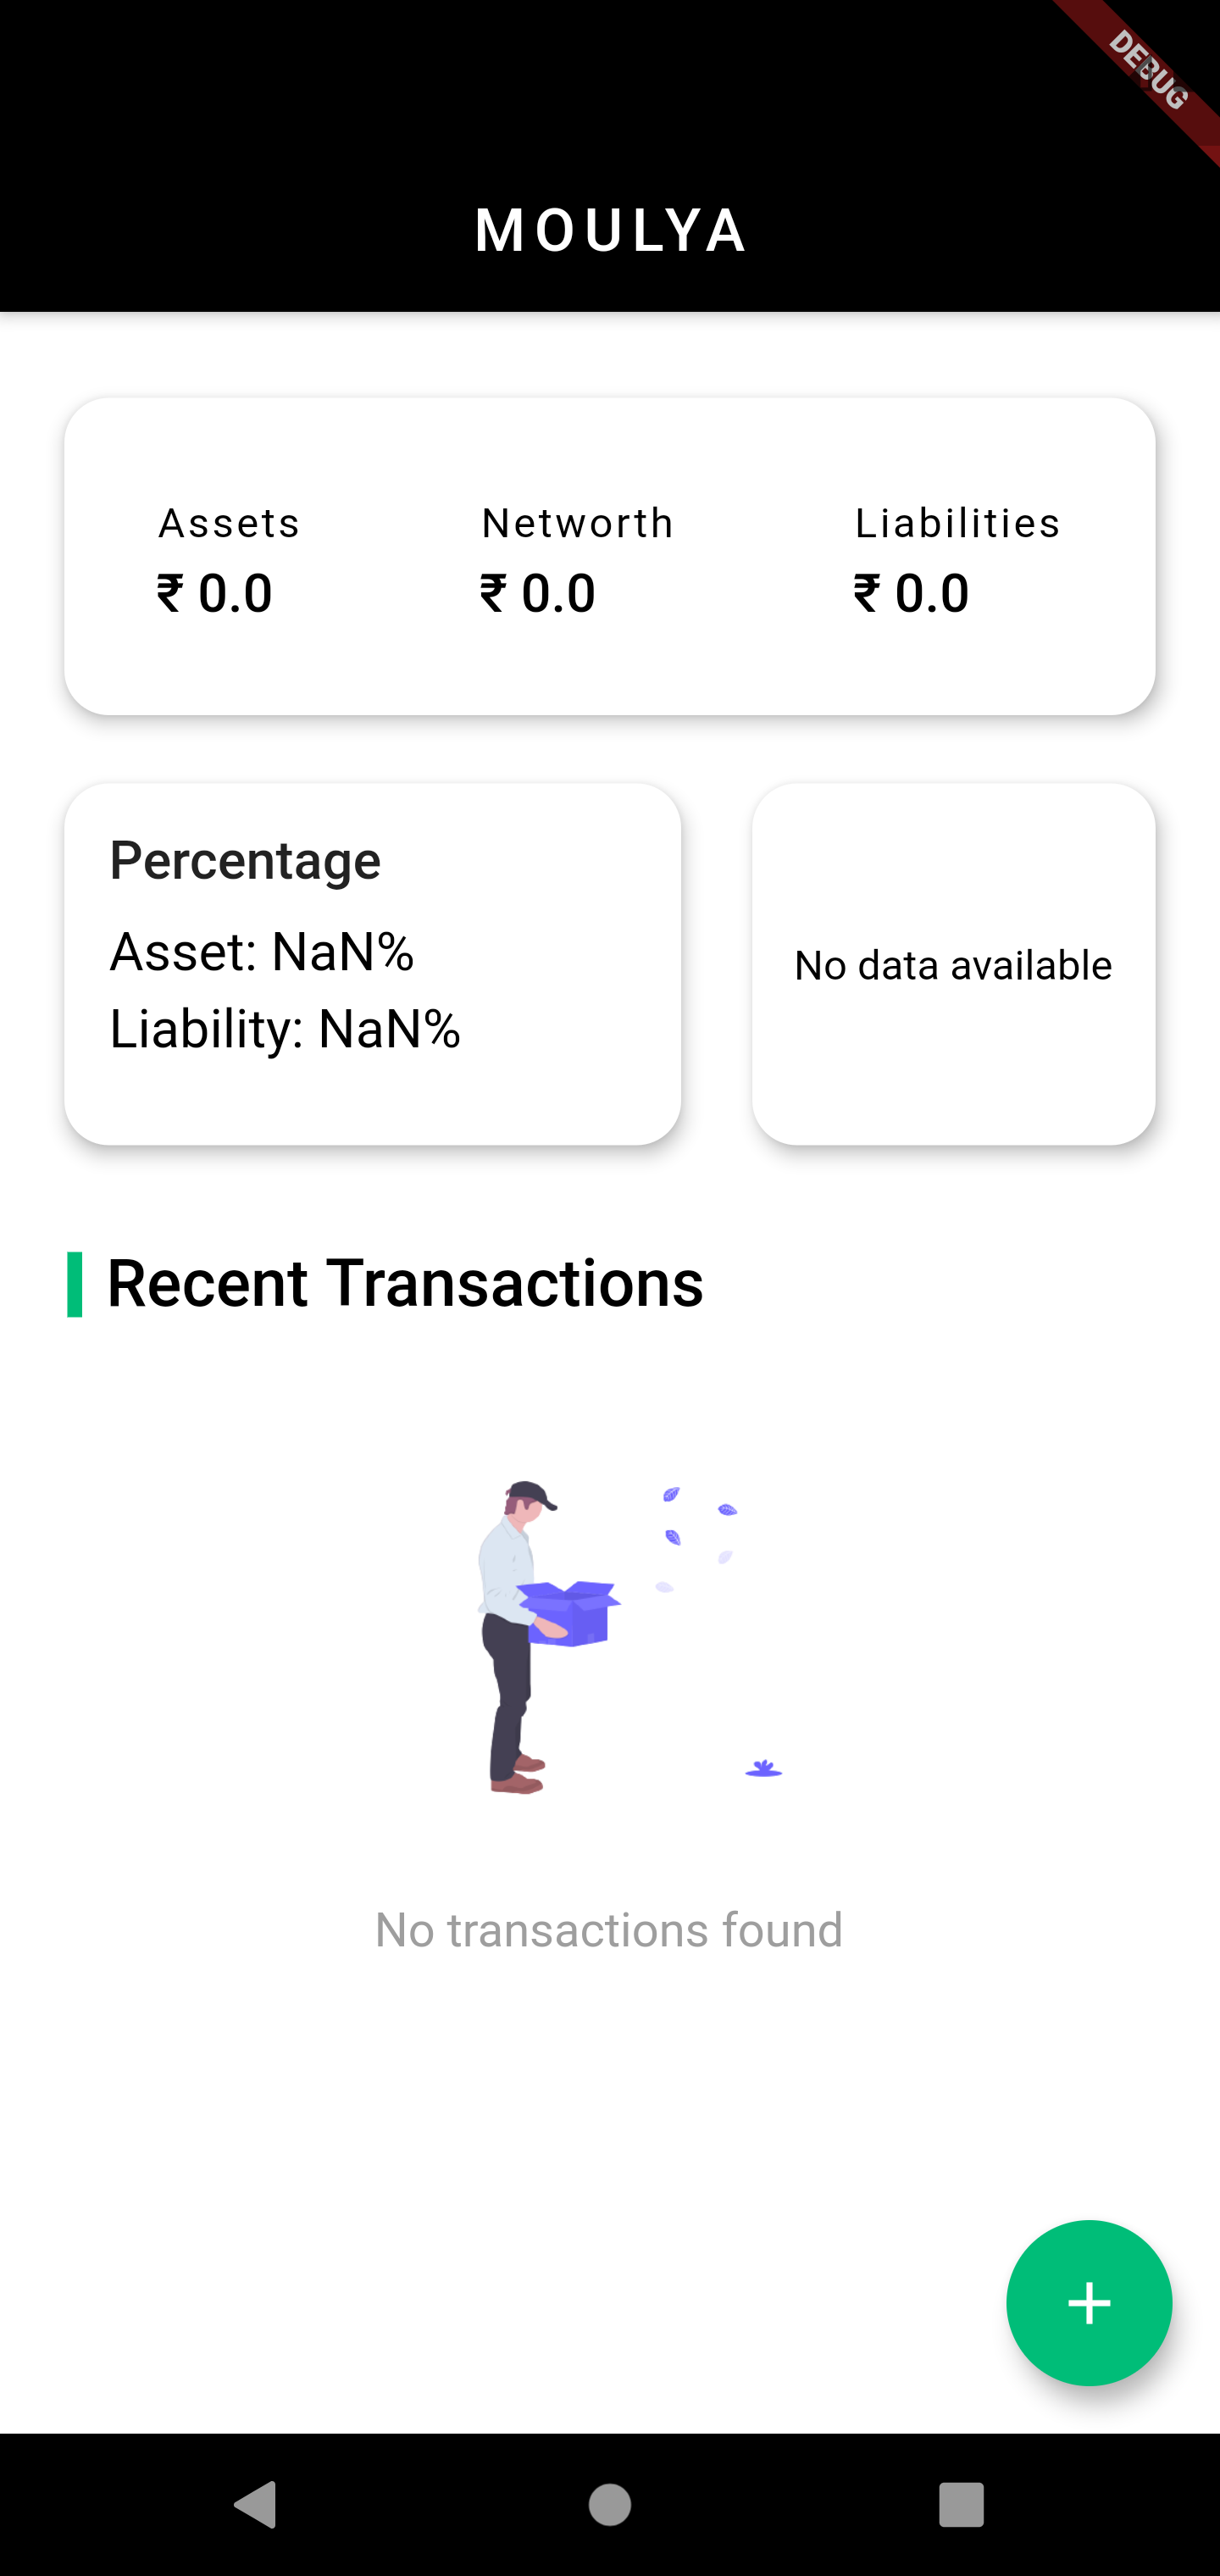 DEBUG
MOULYA
Assets Networth Liabilities
₹ 0.0 ₹ 0.0 ₹ 0.0
Percentage
Asset: NaN%
Liability: NaN%
No data available
Recent Transactions
No transactions found